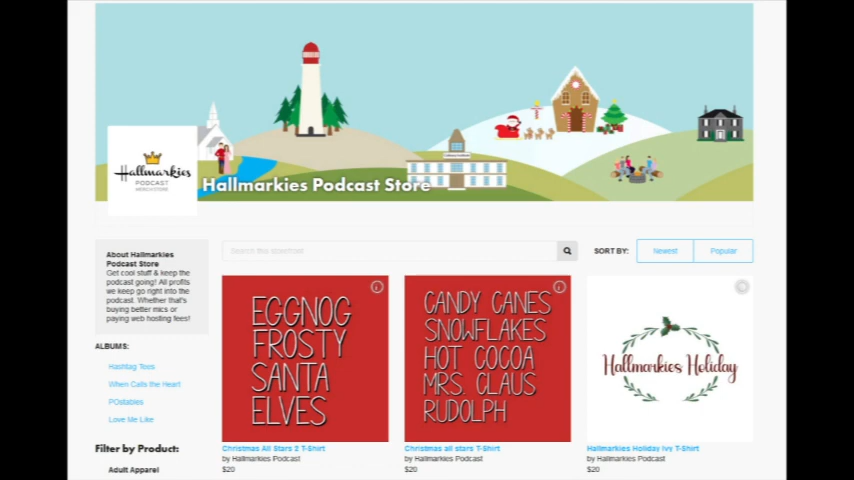 Hallmarkies
PODCAST
MERCH STORE
Hallmarkies Podcast Store
About Hallmarkies
Podcast Store
Get cool stuff & keep the
podcast going! All profits
we keep go right into the
podcast. Whether that's
buying better mics or
paying web hosting fees!
ALBUMS:
Hashtag Tees
When Calls the Heart
POstables
Love Me Like
Filter by Product:
Adult Apparel
Search this storefront
SORT BY:
Newest
Popular
EGGNOG
FROSTY
SANTA
ELVES
Christmas All Stars 2 T-Shirt
by Hallmarkies Podcast
$20
CANDY CANES
SNOWFLAKES
HOT COCOA
MRS. CLAUS
RUDOLPH
Christmas all stars T-Shirt
by Hallmarkies Podcast
$20
Hallmarkies Holiday
Hallmarkies Holiday Ivy T-Shirt
by Hallmarkies Podcast
$20